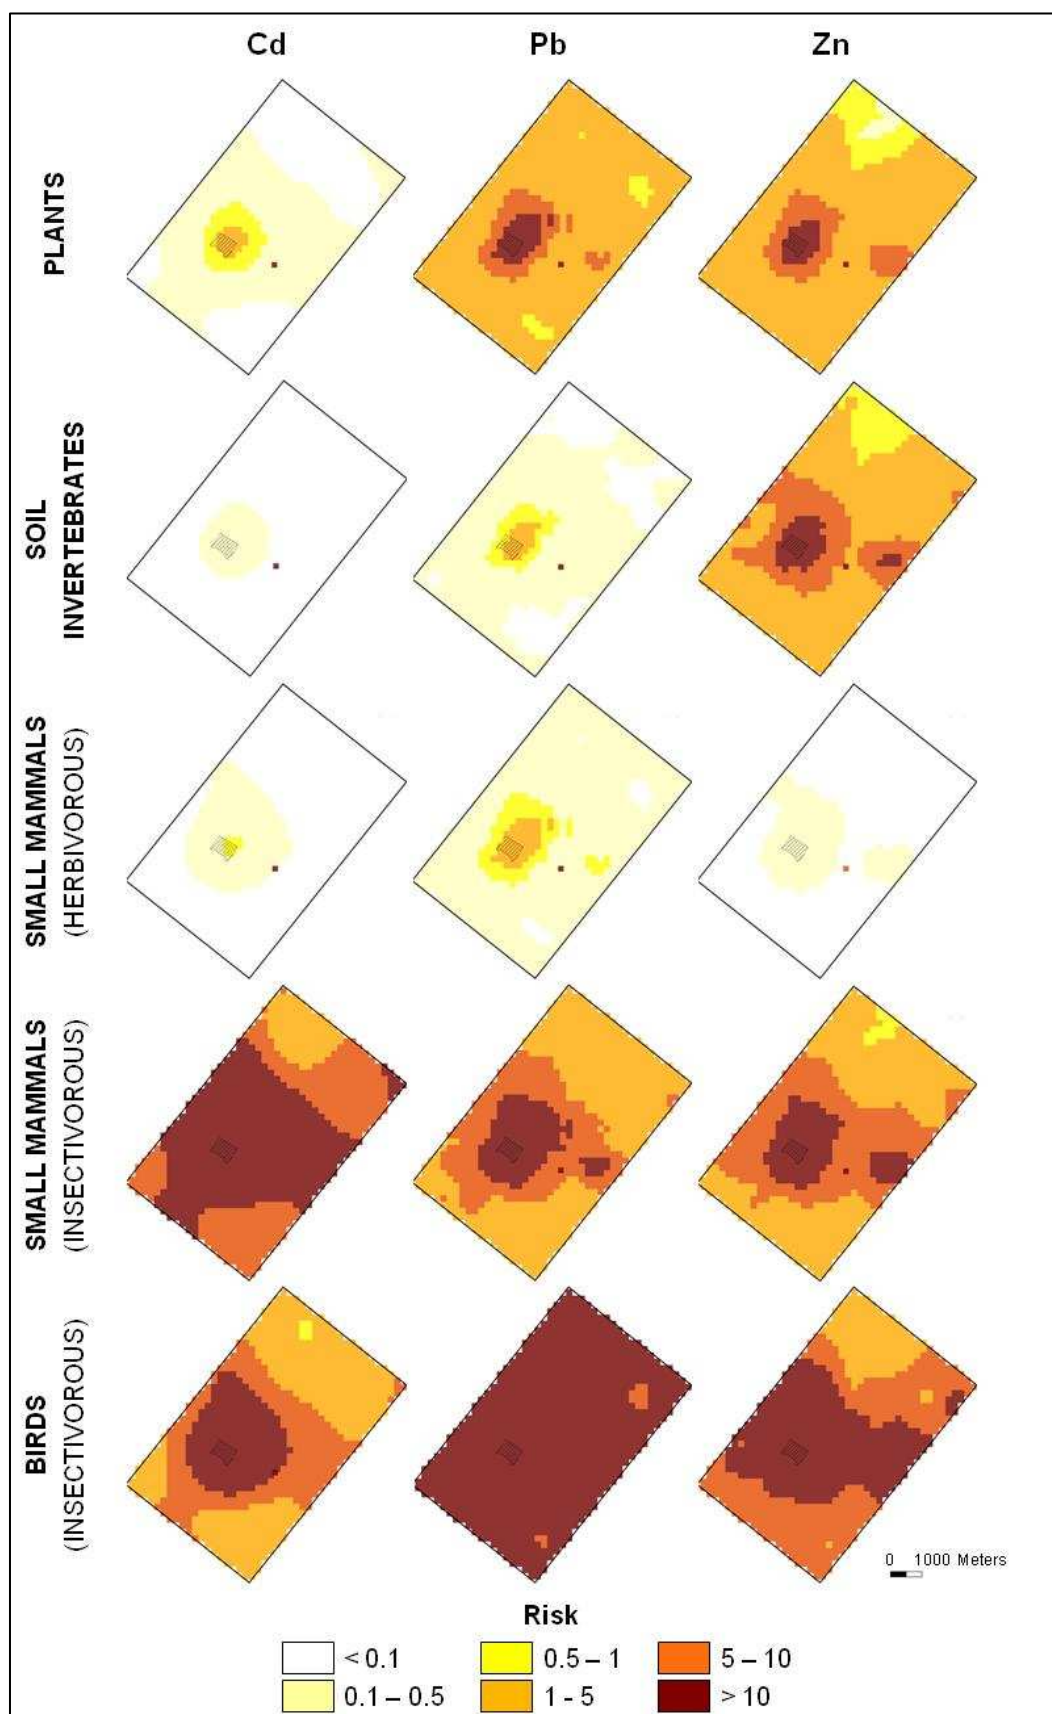 Cd Pb Zn
PLANTS
SOIL
INVERTEBRATES
SMALL MAMMALS
(HERBIVOROUS)
SMALL MAMMALS
(INSECTIVOROUS)
BIRDS
(INSECTIVOROUS)
0 1000 Meters
Risk
< 0.1 0.5 – 1 5 – 10
0.1 – 0.5 1 - 5 > 10